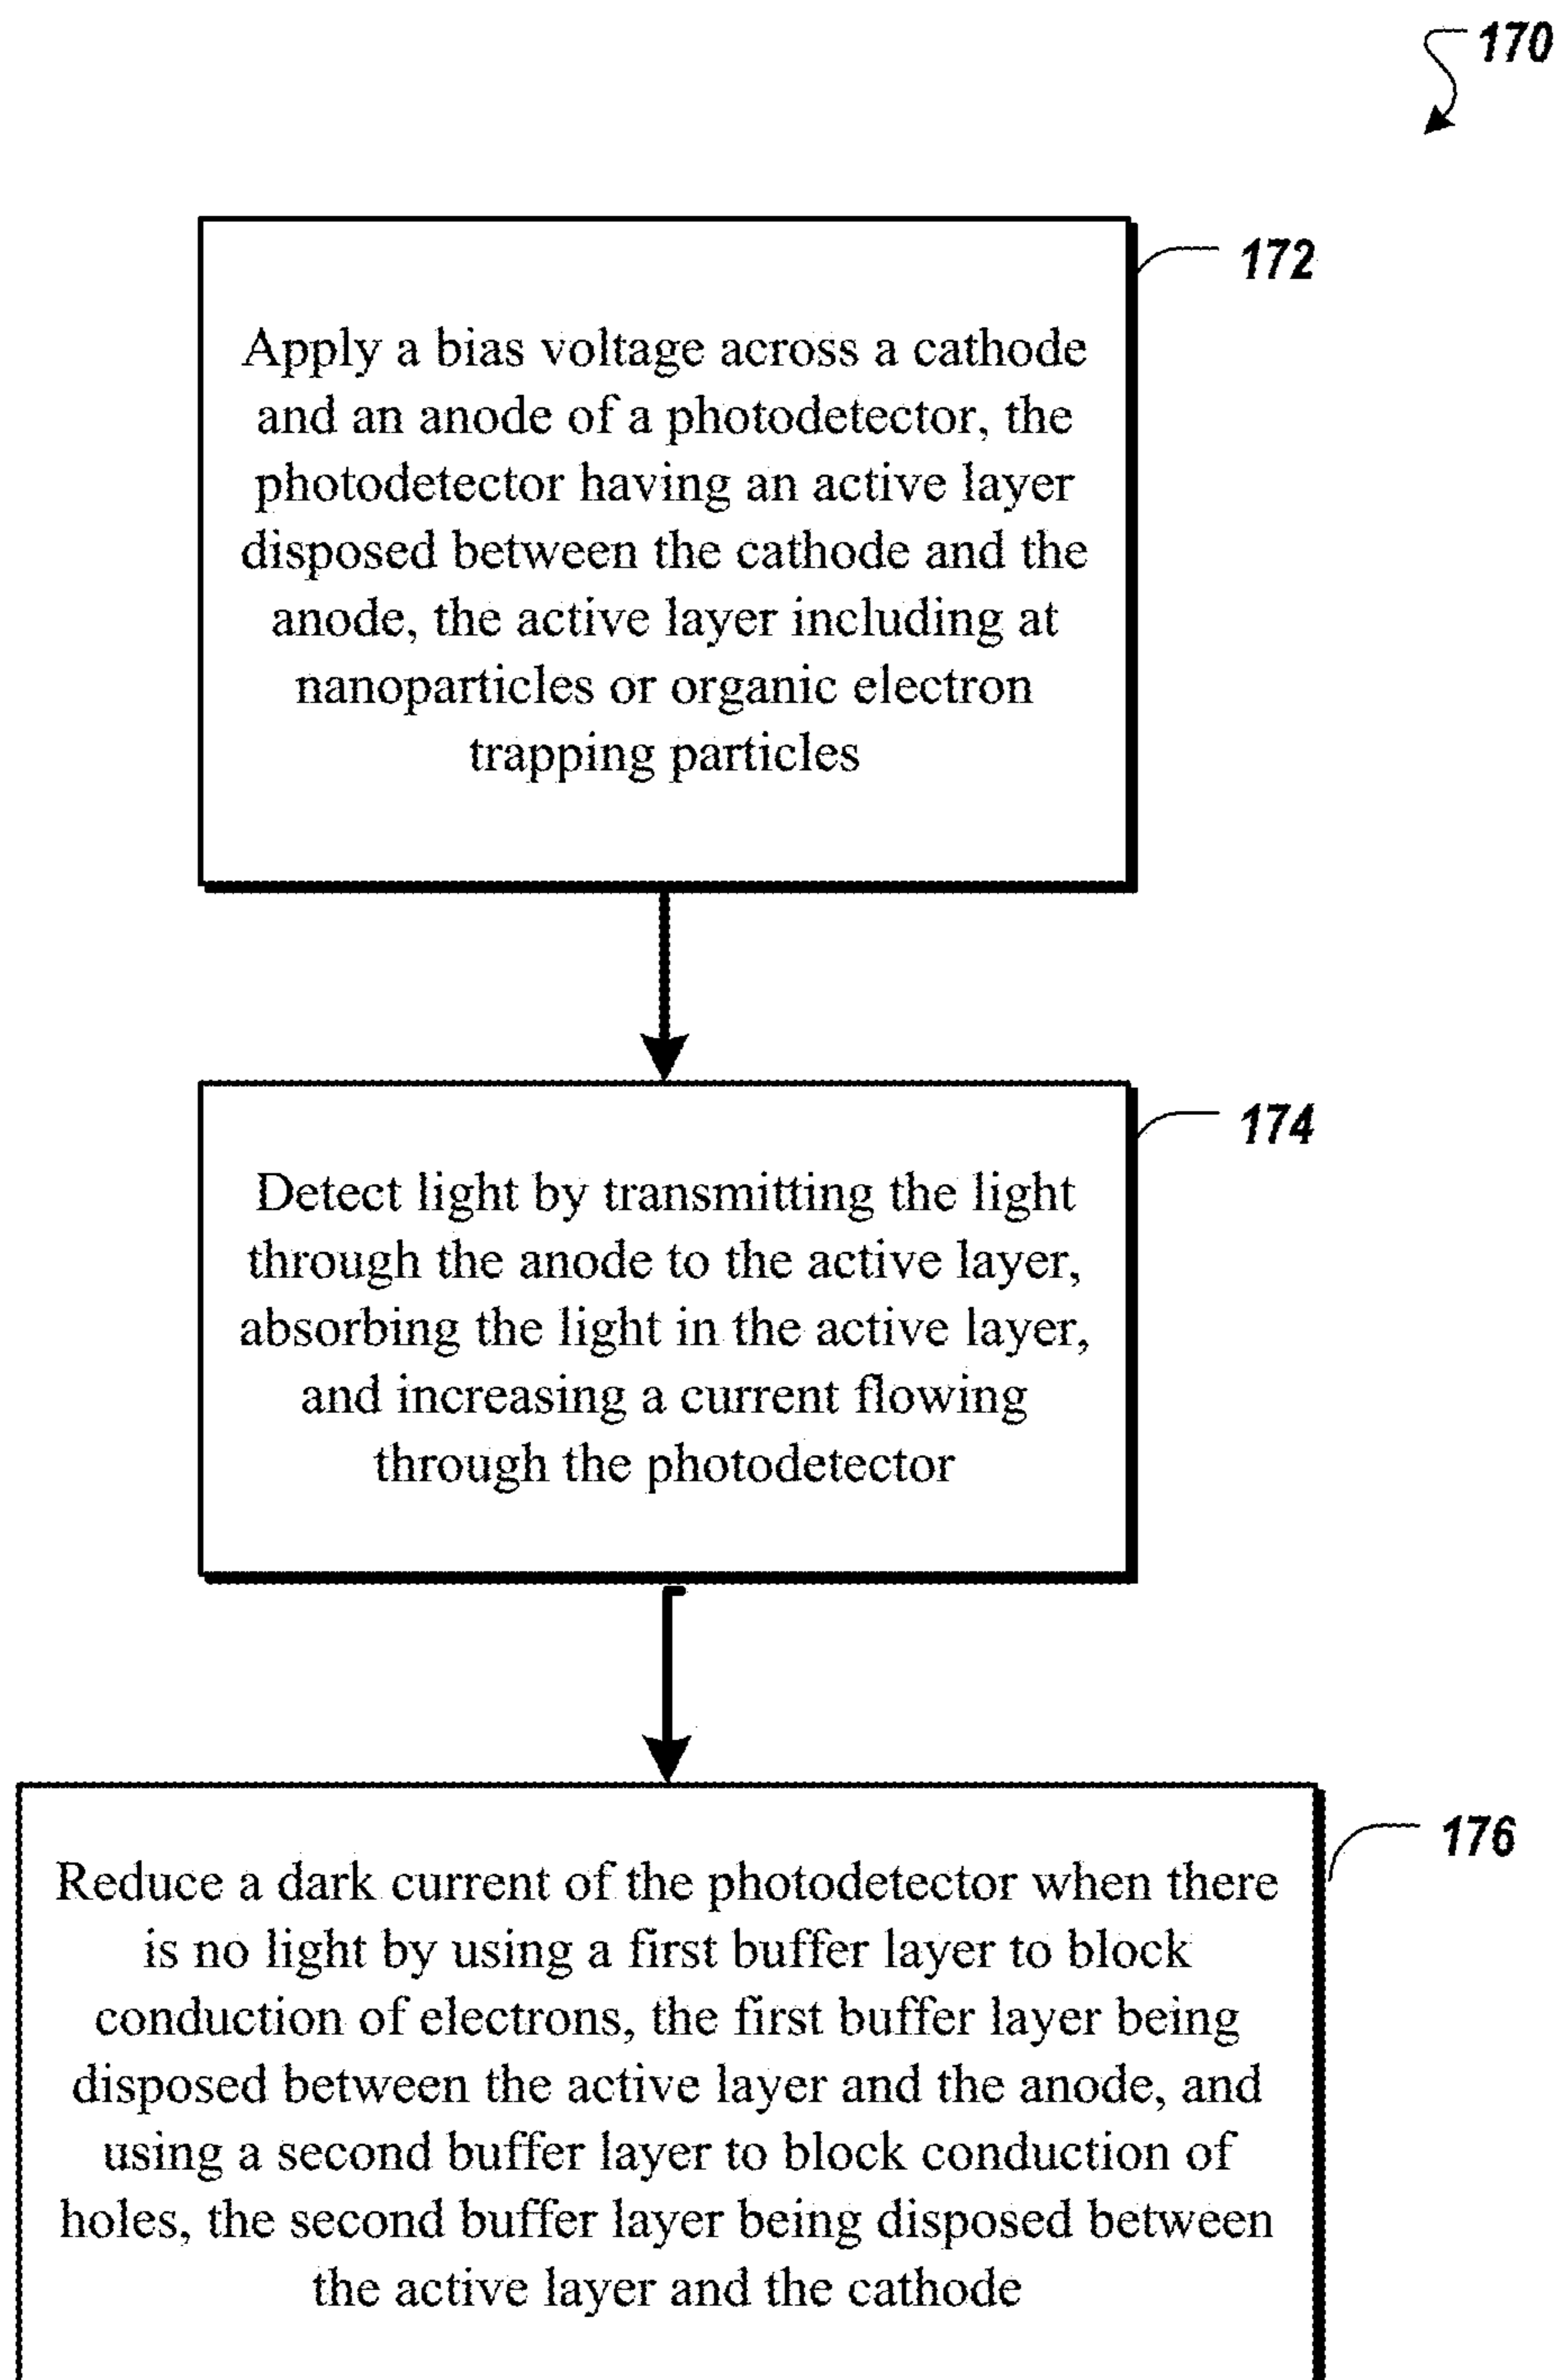 170
172
Apply a bias voltage across a cathode
and an anode of a photodetector, the
photodetector having an active layer
disposed between the cathode and the
anode, the active layer including at
nanoparticles or organic electron
trapping particles
174
Detect light by transmitting the light
through the anode to the active layer,
absorbing the light in the active layer,
and increasing a current flowing
through the photodetector
176
Reduce a dark current of the photodetector when there
is no light by using a first buffer layer to block
conduction of electrons, the first buffer layer being
disposed between the active layer and the anode, and
using a second buffer layer to block conduction of
holes, the second buffer layer being disposed between
the active layer and the cathode